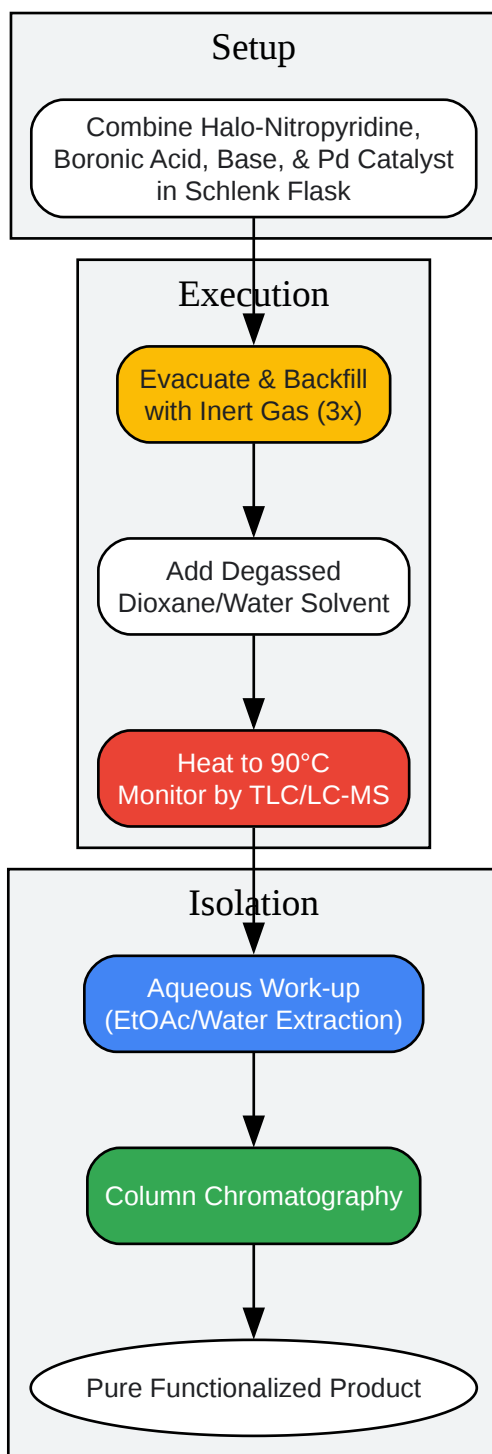 Setup
Combine Halo-Nitropyridine,
Boronic Acid, Base, & Pd Catalyst
in Schlenk Flask
Execution
Evacuate & Backfill
with Inert Gas (3x)
Add Degassed
Dioxane/Water Solvent
Heat to 90°C
Monitor by TLC/LC-MS
Isolation
Aqueous Work-up
(EtOAc/Water Extraction)
Column Chromatography
Pure Functionalized Product